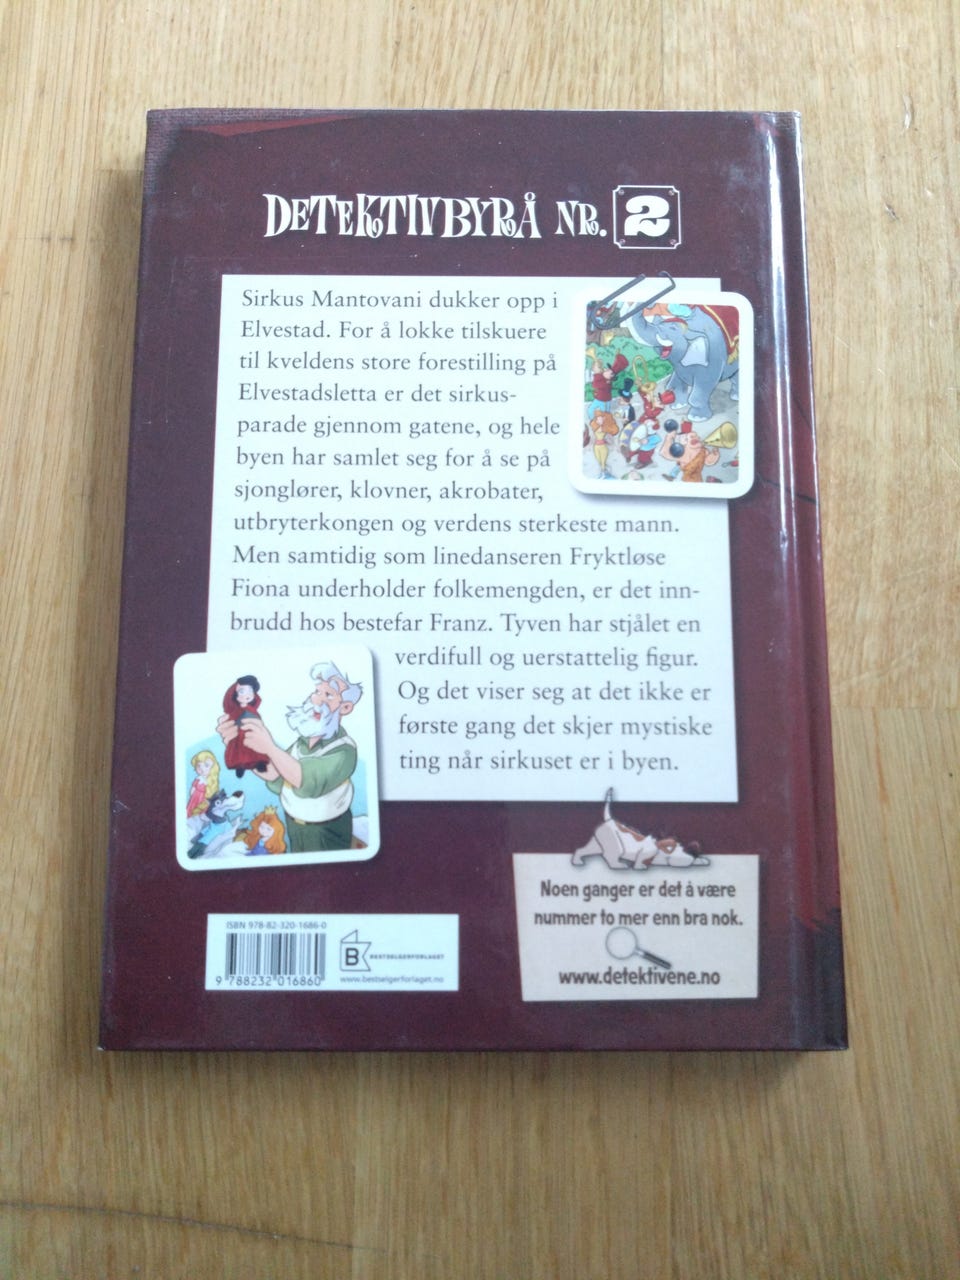 DETEKTIVBYRÅ NR. 2
Sirkus Mantovani dukker opp i
Elvestad. For å lokke tilskuere
til kveldens store forestilling på
Elvestadsletta er det sirkus-
parade gjennom gatene, og hele
byen har samlet seg for å se på
sjonglører, klovner, akrobater,
utbryterkongen og verdens sterkeste mann.
Men samtidig som linedanseren Fryktløse
Fiona underholder folkemengden, er det inn-
brudd hos bestefar Franz. Tyven har stjålet en
verdifull og uerstattelig figur.
Og det viser seg at det ikke er
første gang det skjer mystiske
ting når sirkuset er i byen.
Noen ganger er det å være
nummer to mer enn bra nok.
www.detektivene.no
ISBN 978-82-320-1686-0
9 788232 016860
B BESTSELGERFORLAGET
www.bestselgerforlaget.no